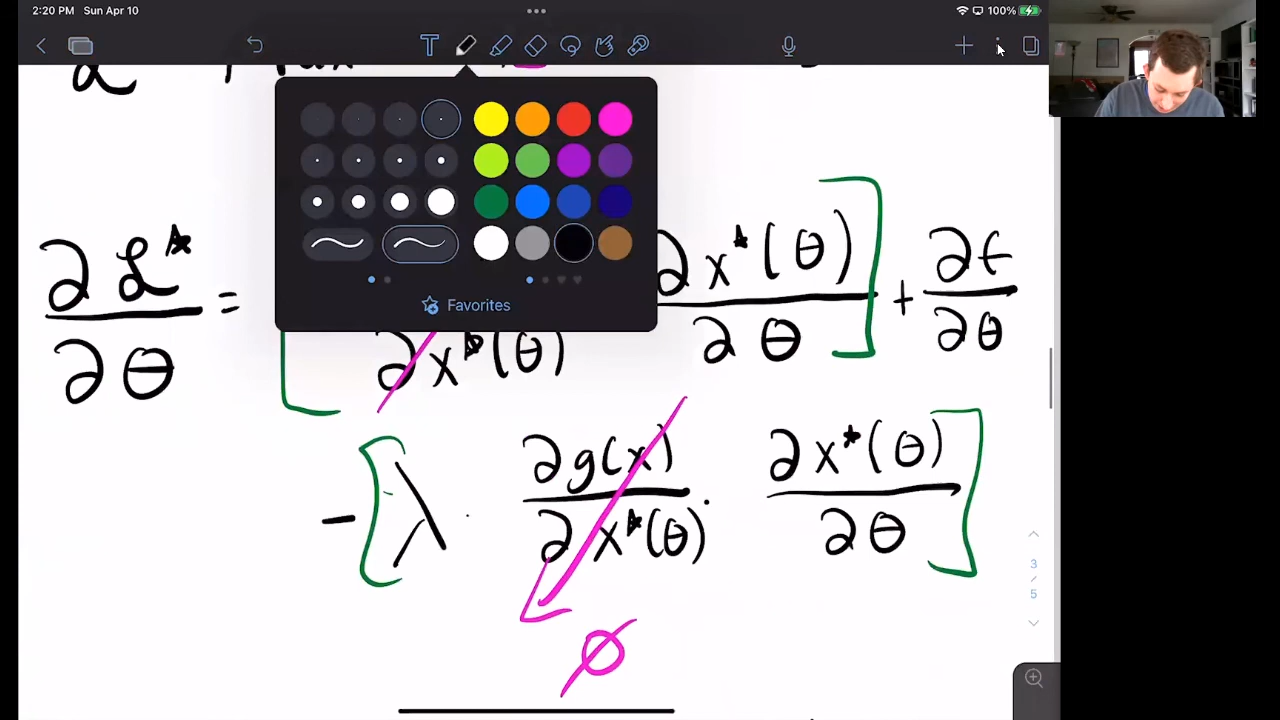 2:20 PM Sun Apr 10
100%
T
Favorites
∂ℒ* / ∂θ = ∂x*(θ) ∂x*(θ) / ∂θ ] + ∂f / ∂θ
- [ λ · ∂g(x) / ∂x*(θ) · ∂x*(θ) / ∂θ ]
3
/
5
∅